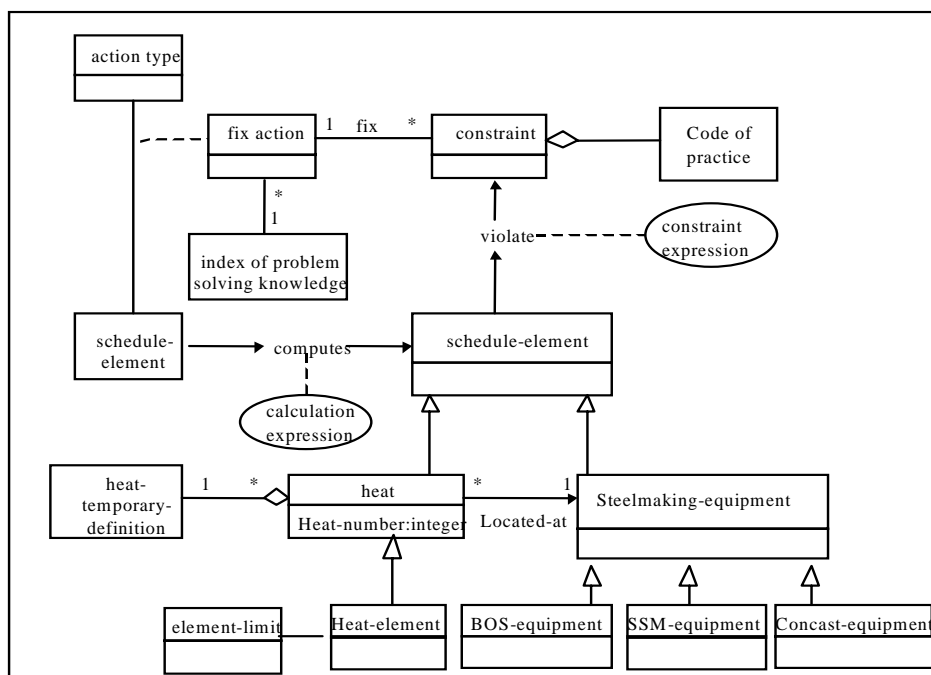 action type
fix action
1
fix
*
constraint
Code of
practice
*
1
violate
constraint
expression
index of problem
solving knowledge
schedule-
element
computes
schedule-element
calculation
expression
heat-
temporary-
definition
1
*
heat
Heat-number:integer
*
1
Located-at
Steelmaking-equipment
element-limit
Heat-element
BOS-equipment
SSM-equipment
Concast-equipment